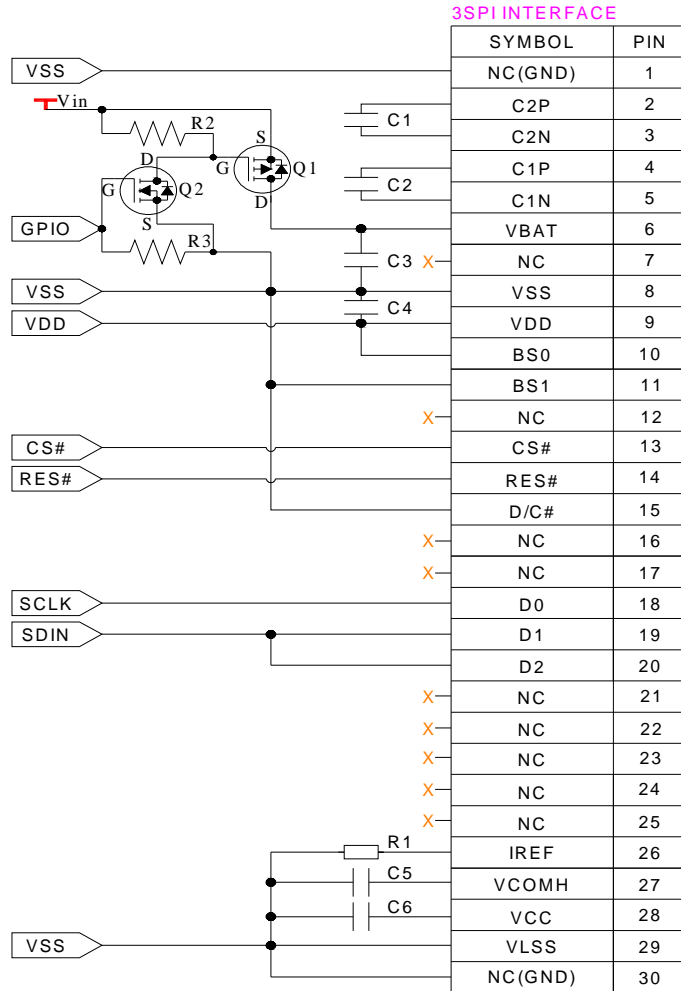 3SPI INTERFACE
SYMBOL PIN
VSS NC(GND) 1
Vin C2P 2
R2 C1
S C2N 3
D G Q1 C1P 4
G Q2 C2
D C1N 5
GPIO S VBAT 6
R3 C3 X NC 7
VSS VSS 8
C4
VDD VDD 9
BS0 10
BS1 11
X NC 12
CS# CS# 13
RES# RES# 14
D/C# 15
X NC 16
X NC 17
SCLK D0 18
SDIN D1 19
D2 20
X NC 21
X NC 22
X NC 23
X NC 24
X NC 25
R1 IREF 26
C5 VCOMH 27
C6 VCC 28
VSS VLSS 29
NC(GND) 30